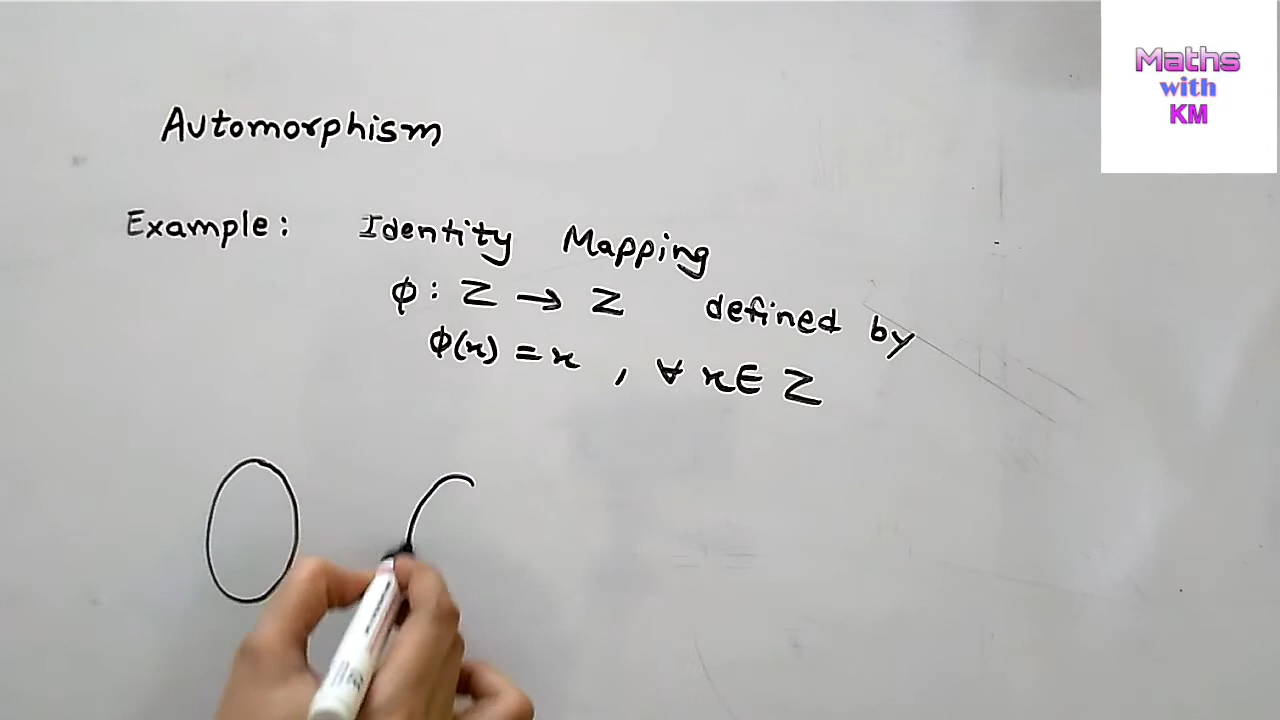 Maths
with
KM
Automorphism
Example: Identity Mapping
ϕ : Z → Z defined by
ϕ(x) = x , ∀ x ∈ Z